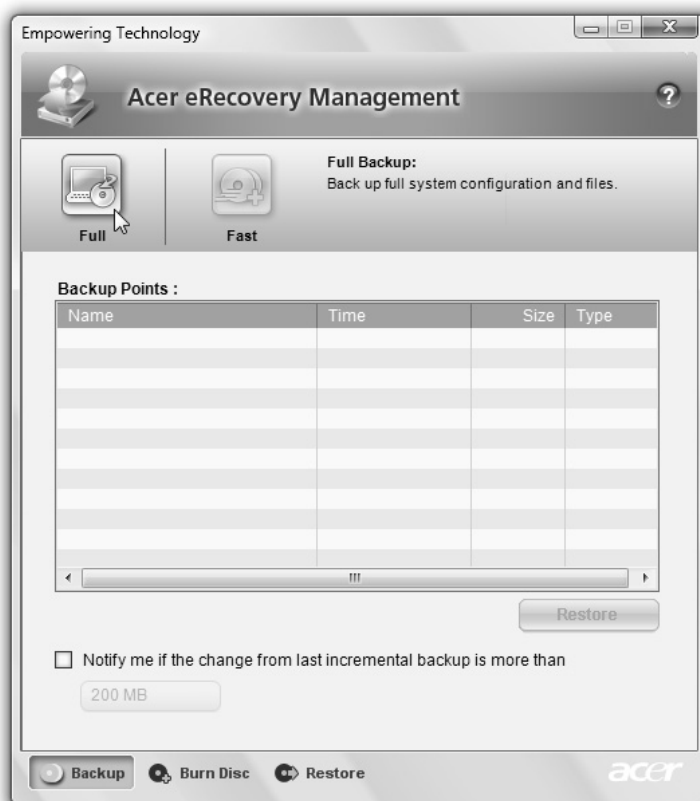 Empowering Technology
Acer eRecovery Management
?
Full Backup:
Back up full system configuration and files.
Full
Fast
Backup Points :
Name Time Size Type
Restore
Notify me if the change from last incremental backup is more than
200 MB
Backup Burn Disc Restore
acer